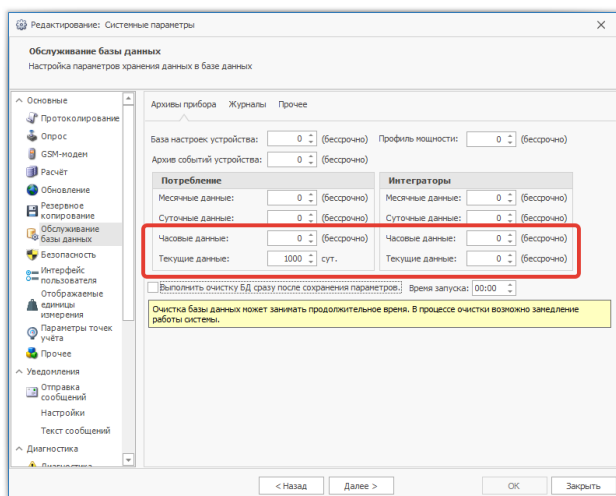 Редактирование: Системные параметры
Обслуживание базы данных
Настройка параметров хранения данных в базе данных
Основные
Протоколирование
Опрос
GSM-модем
Расчёт
Обновление
Резервное
копирование
Обслуживание
базы данных
Безопасность
Интерфейс
пользователя
Отображаемые
единицы
измерения
Параметры точек
учёта
Прочее
Уведомления
Отправка
сообщений
Настройки
Текст сообщений
Диагностика
Диагностика
Архивы прибора Журналы Прочее
База настроек устройства: 0 (бессрочно) Профиль мощности: 0 (бессрочно)
Архив событий устройства: 0 (бессрочно)
Потребление Интеграторы
Месячные данные: 0 (бессрочно) Месячные данные: 0 (бессрочно)
Суточные данные: 0 (бессрочно) Суточные данные: 0 (бессрочно)
Часовые данные: 0 (бессрочно) Часовые данные: 0 (бессрочно)
Текущие данные: 1000 сут. Текущие данные: 0 (бессрочно)
Выполнить очистку БД сразу после сохранения параметров. Время запуска: 00:00
Очистка базы данных может занимать продолжительное время. В процессе очистки возможно замедление
работы системы.
< Назад Далее > ОК Закрыть